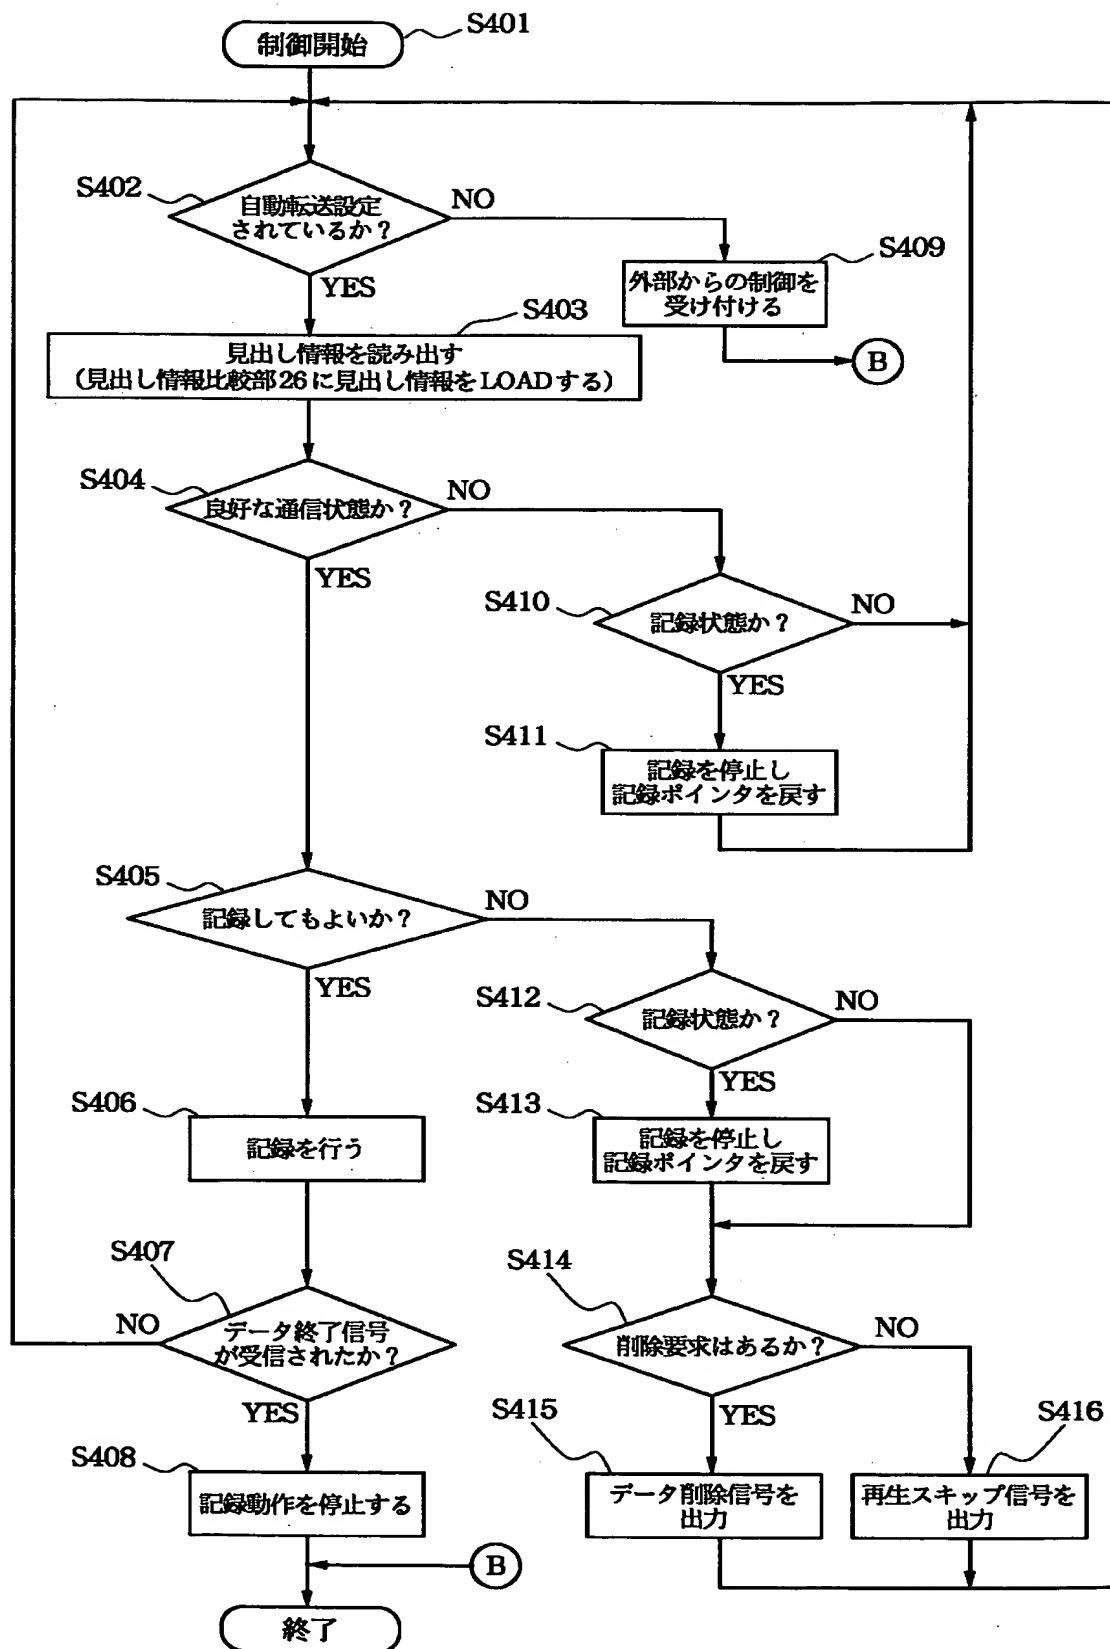 制御開始
S401
S402
自動転送設定
されているか？
NO
YES
S409
外部からの制御を
受け付ける
B
S403
見出し情報を読み出す
（見出し情報比較部26に見出し情報をLOADする）
S404
良好な通信状態か？
NO
YES
S410
記録状態か？
NO
YES
S411
記録を停止し
記録ポインタを戻す
S405
記録してもよいか？
NO
YES
S412
記録状態か？
NO
YES
S413
記録を停止し
記録ポインタを戻す
S406
記録を行う
S407
データ終了信号
が受信されたか？
NO
YES
S414
削除要求はあるか？
NO
YES
S415
データ削除信号を
出力
S416
再生スキップ信号を
出力
S408
記録動作を停止する
B
終了